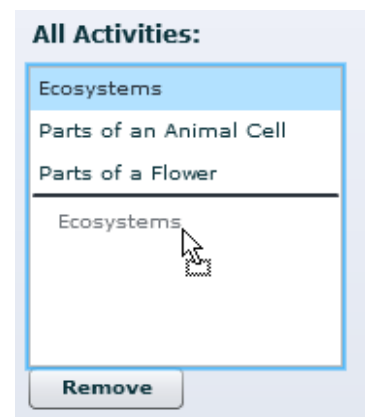 All Activities:
Ecosystems
Parts of an Animal Cell
Parts of a Flower
Ecosystems
Remove